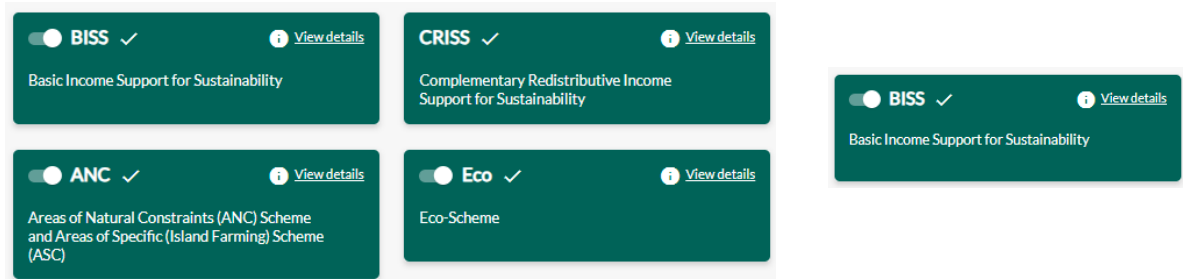 BISS
View details
Basic Income Support for Sustainability
CRISS
View details
Complementary Redistributive Income
Support for Sustainability
ANC
View details
Areas of Natural Constraints (ANC) Scheme
and Areas of Specific (Island Farming) Scheme
(ASC)
Eco
View details
Eco-Scheme
BISS
View details
Basic Income Support for Sustainability